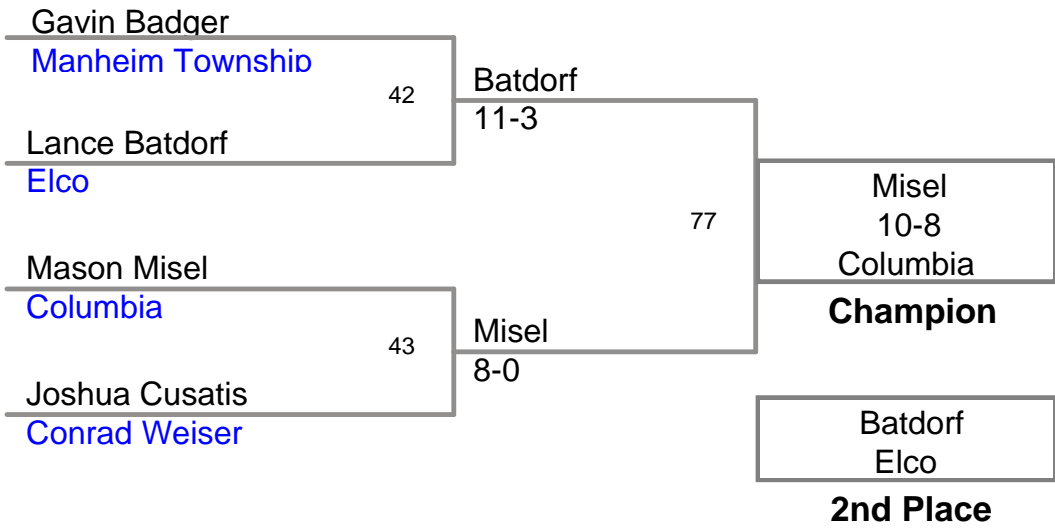 Gavin Badger
Manheim Township
42
Batdorf
11-3
Lance Batdorf
Elco
77
Misel
10-8
Columbia
Champion
Mason Misel
Columbia
43
Misel
8-0
Joshua Cusatis
Conrad Weiser
Batdorf
Elco
2nd Place